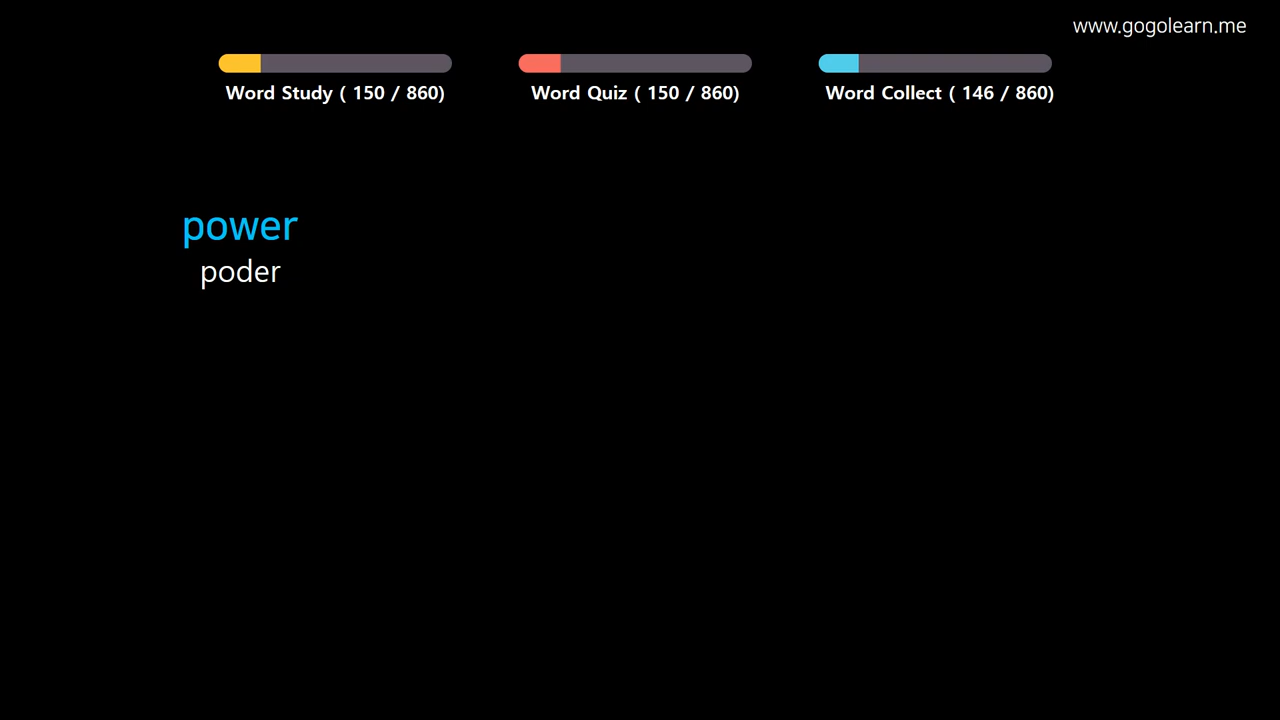 www.gogolearn.me
Word Study ( 150 / 860)
Word Quiz ( 150 / 860)
Word Collect ( 146 / 860)
power
poder